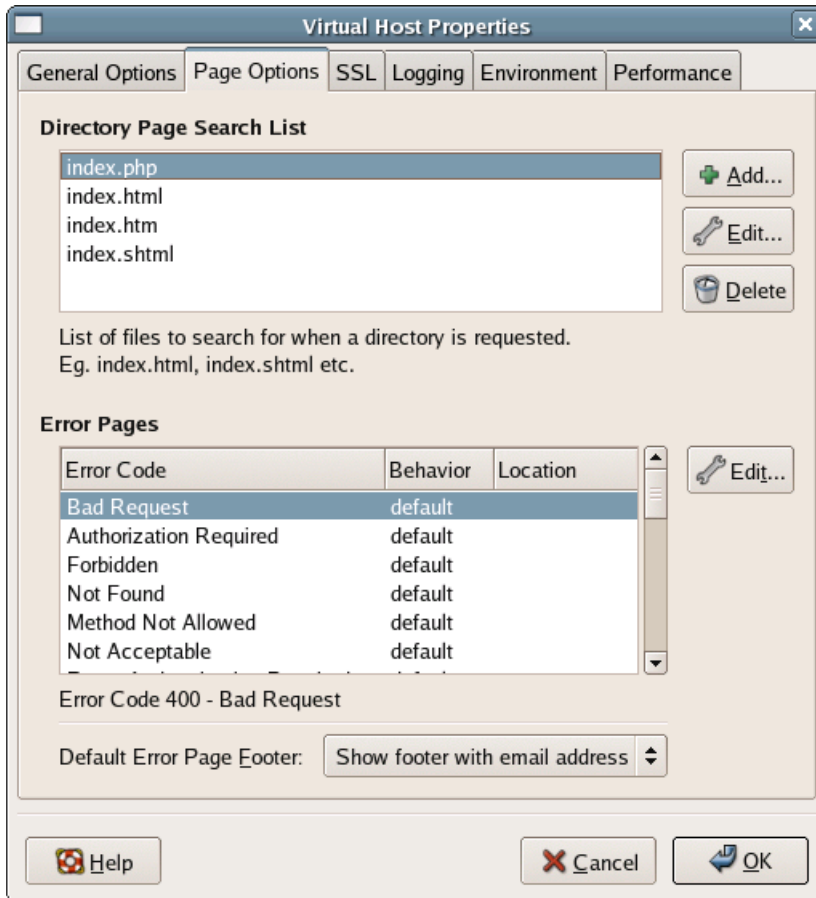 Virtual Host Properties
General Options Page Options SSL Logging Environment Performance
Directory Page Search List
index.php
index.html
index.htm
index.shtml
Add...
Edit...
Delete
List of files to search for when a directory is requested.
Eg. index.html, index.shtml etc.
Error Pages
Error Code Behavior Location
Bad Request default
Authorization Required default
Forbidden default
Not Found default
Method Not Allowed default
Not Acceptable default
Edit...
Error Code 400 - Bad Request
Default Error Page Footer: Show footer with email address
Help Cancel OK